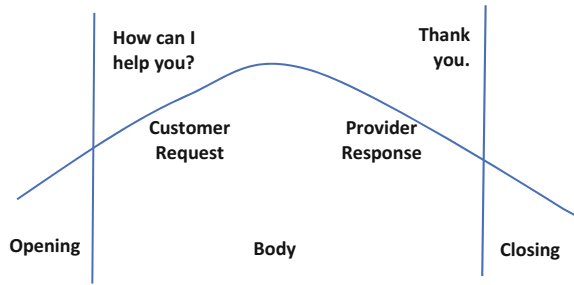 How can I
help you?
Thank
you.
Customer
Request
Provider
Response
Opening
Body
Closing